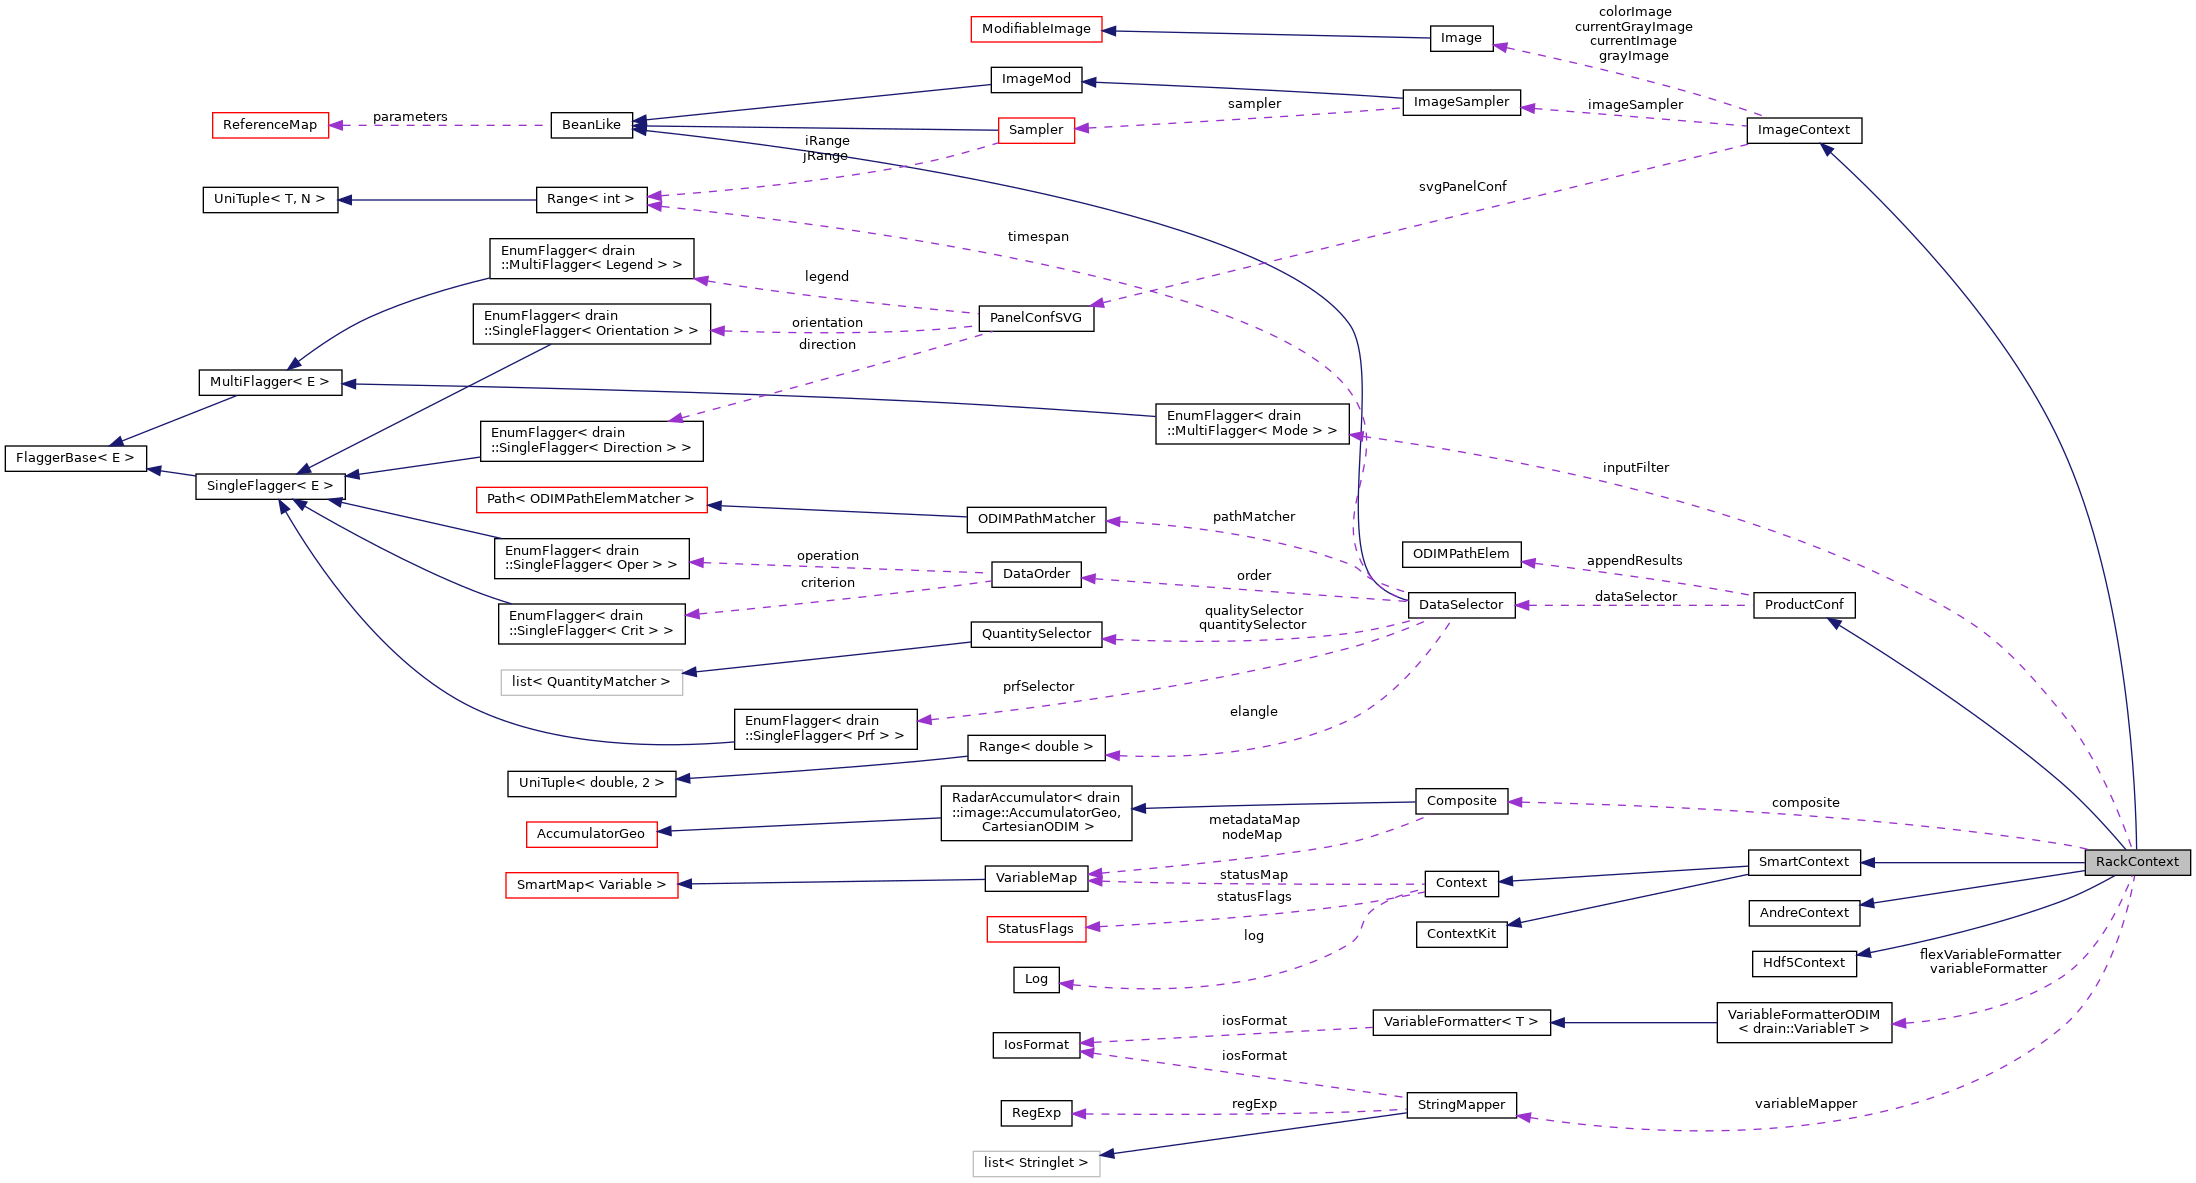 colorImage
currentGrayImage
currentImage
grayImage
ModifiableImage
Image
ImageMod
ImageSampler
sampler
imageSampler
ReferenceMap
parameters
BeanLike
Sampler
ImageContext
iRange
jRange
UniTuple< T, N >
Range< int >
svgPanelConf
timespan
EnumFlagger< drain
::MultiFlagger< Legend > >
legend
EnumFlagger< drain
::SingleFlagger< Orientation > >
orientation
PanelConfSVG
direction
MultiFlagger< E >
EnumFlagger< drain
::MultiFlagger< Mode > >
EnumFlagger< drain
::SingleFlagger< Direction > >
FlaggerBase< E >
SingleFlagger< E >
inputFilter
Path< ODIMPathElemMatcher >
ODIMPathMatcher
pathMatcher
EnumFlagger< drain
::SingleFlagger< Oper > >
operation
criterion
DataOrder
order
ODIMPathElem
appendResults
dataSelector
DataSelector
ProductConf
EnumFlagger< drain
::SingleFlagger< Crit > >
qualitySelector
quantitySelector
QuantitySelector
list< QuantityMatcher >
prfSelector
elangle
EnumFlagger< drain
::SingleFlagger< Prf > >
Range< double >
UniTuple< double, 2 >
RadarAccumulator< drain
::image::AccumulatorGeo,
CartesianODIM >
Composite
composite
AccumulatorGeo
metadataMap
nodeMap
SmartMap< Variable >
VariableMap
statusMap
statusFlags
Context
SmartContext
RackContext
StatusFlags
log
ContextKit
AndreContext
Log
Hdf5Context
flexVariableFormatter
variableFormatter
IosFormat
iosFormat
VariableFormatter< T >
VariableFormatterODIM
< drain::VariableT >
iosFormat
RegExp
regExp
StringMapper
variableMapper
list< Stringlet >